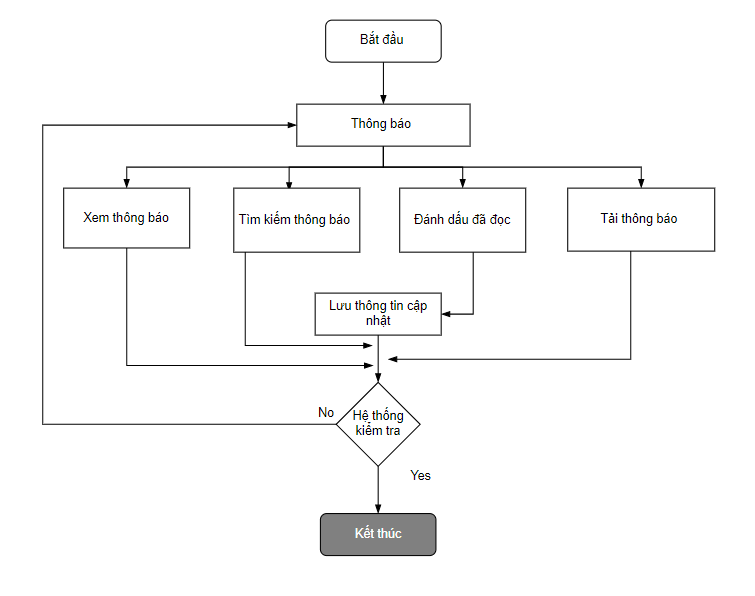 Bắt đầu
Thông báo
Xem thông báo
Tìm kiếm thông báo
Đánh dấu đã đọc
Tải thông báo
Lưu thông tin cập
nhật
No
Hệ thống
kiểm tra
Yes
Kết thúc